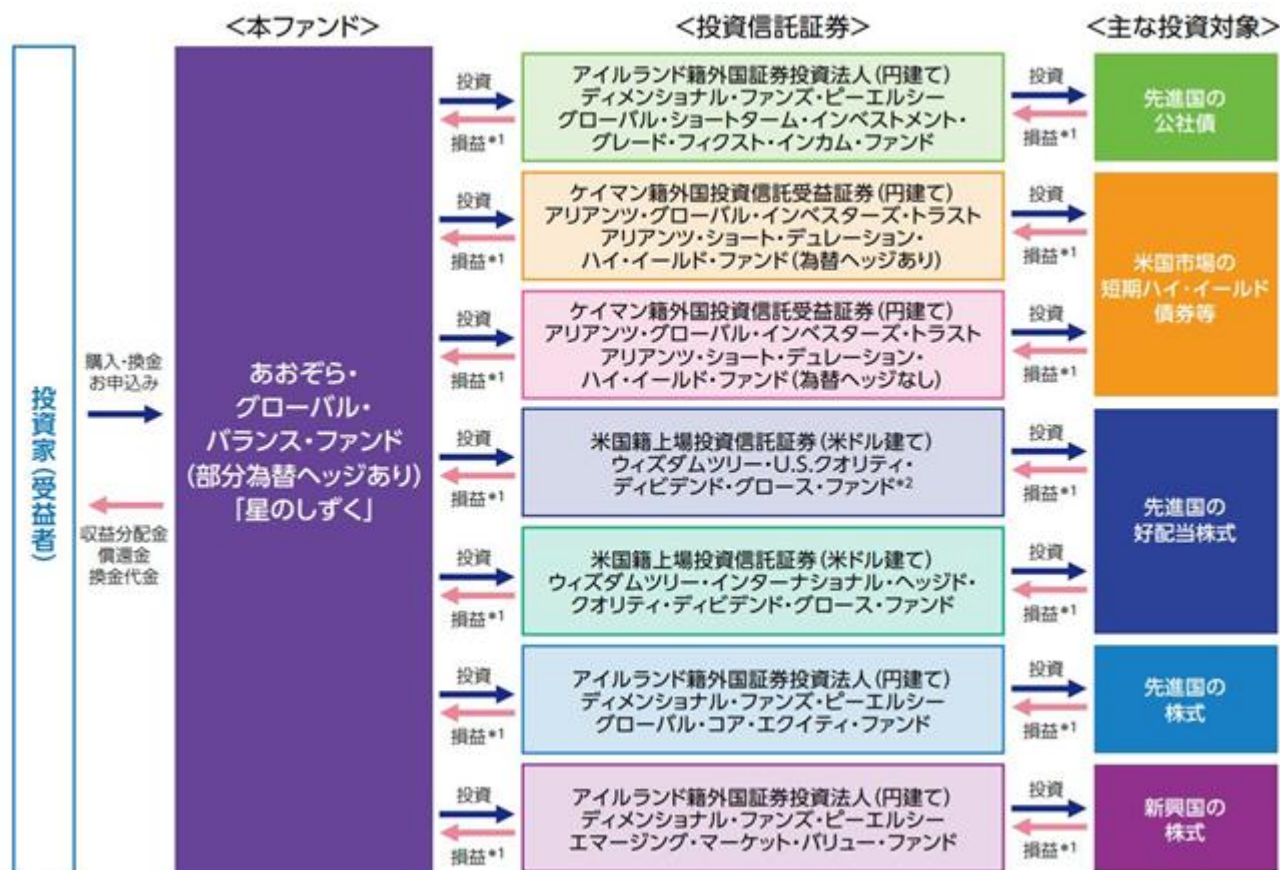 <本ファンド>
<投資信託証券>
<主な投資対象>
投資家(受益者)
購入・換金
お申込み
収益分配金
償還金
換金代金
あおぞら・
グローバル・
バランス・ファンド
(部分為替ヘッジあり)
「星のしずく」
投資
損益*1
アイルランド籍外国証券投資法人(円建て)
ディメンショナル・ファンズ・ピーエルシー
グローバル・ショートターム・インベストメント・
グレード・フィクスト・インカム・ファンド
投資
損益*1
先進国の
公社債
投資
損益*1
ケイマン籍外国投資信託受益証券(円建て)
アリアンツ・グローバル・インベスターズ・トラスト
アリアンツ・ショート・デュレーション・
ハイ・イールド・ファンド(為替ヘッジあり)
投資
損益*1
米国市場の
短期ハイ・イールド
債券等
投資
損益*1
ケイマン籍外国投資信託受益証券(円建て)
アリアンツ・グローバル・インベスターズ・トラスト
アリアンツ・ショート・デュレーション・
ハイ・イールド・ファンド(為替ヘッジなし)
投資
損益*1
投資
損益*1
米国籍上場投資信託証券(米ドル建て)
ウィズダムツリー・U.S.クオリティ・
ディビデンド・グロース・ファンド*2
投資
損益*1
先進国の
好配当株式
投資
損益*1
米国籍上場投資信託証券(米ドル建て)
ウィズダムツリー・インターナショナル・ヘッジド・
クオリティ・ディビデンド・グロース・ファンド
投資
損益*1
投資
損益*1
アイルランド籍外国証券投資法人(円建て)
ディメンショナル・ファンズ・ピーエルシー
グローバル・コア・エクイティ・ファンド
投資
損益*1
先進国の
株式
投資
損益*1
アイルランド籍外国証券投資法人(円建て)
ディメンショナル・ファンズ・ピーエルシー
エマージング・マーケット・バリュー・ファンド
投資
損益*1
新興国の
株式